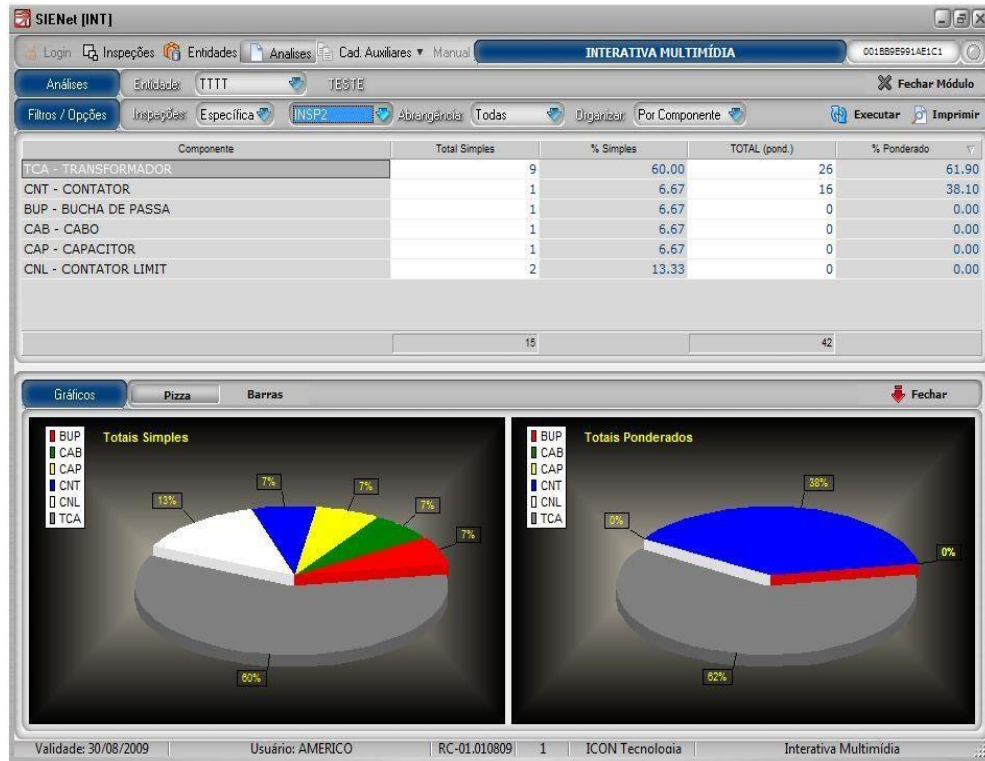 SIENet [INT]
Login Inspeções Entidades Analises Cad. Auxiliares Manual INTERATIVA MULTIMÍDIA 001BB9E991AE1C1
Análises Entidade: TTTT TESTE Fechar Módulo
Filtros / Opções Inspeções: Específica INSP2 Abrangência: Todas Organizar: Por Componente Executar Imprimir
Componente Total Simples % Simples TOTAL (pond.) % Ponderado
TCA - TRANSFORMADOR 9 60.00 26 61.90
CNT - CONTATOR 1 6.67 16 38.10
BUP - BUCHA DE PASSA 1 6.67 0 0.00
CAB - CABO 1 6.67 0 0.00
CAP - CAPACITOR 1 6.67 0 0.00
CNL - CONTATOR LIMIT 2 13.33 0 0.00
15 42
Gráficos Pizza Barras Fechar
BUP
CAB
CAP
CNT
CNL
TCA
Totais Simples
13%
7%
7%
7%
7%
60%
BUP
CAB
CAP
CNT
CNL
TCA
Totais Ponderados
0%
38%
0%
62%
Validade: 30/08/2009 Usuário: AMERICO RC-01.010809 1 ICON Tecnologia Interativa Multimídia